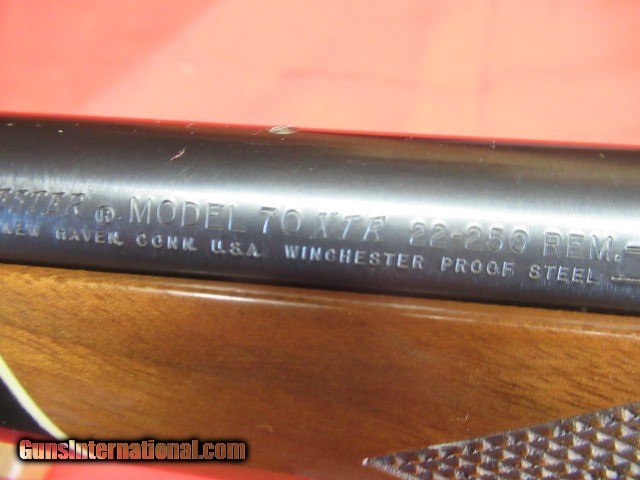 ® MODEL 70 XTR 22-250 REM.
NEW HAVEN, CONN. U.S.A. WINCHESTER PROOF STEEL
GunsInternational.com